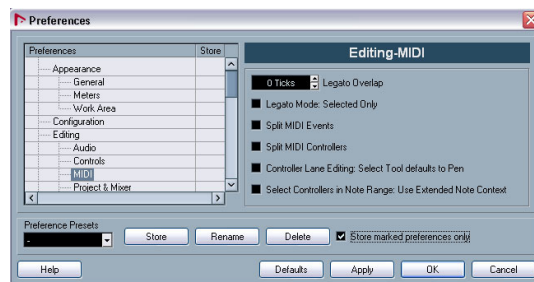 Preferences
Preferences Store
Editing-MIDI
Appearance
General
Meters
Work Area
Configuration
Editing
Audio
Controls
MIDI
Project & Mixer
0 Ticks Legato Overlap
Legato Mode: Selected Only
Split MIDI Events
Split MIDI Controllers
Controller Lane Editing: Select Tool defaults to Pen
Select Controllers in Note Range: Use Extended Note Context
Preference Presets
- Store Rename Delete Store marked preferences only
Help Defaults Apply OK Cancel